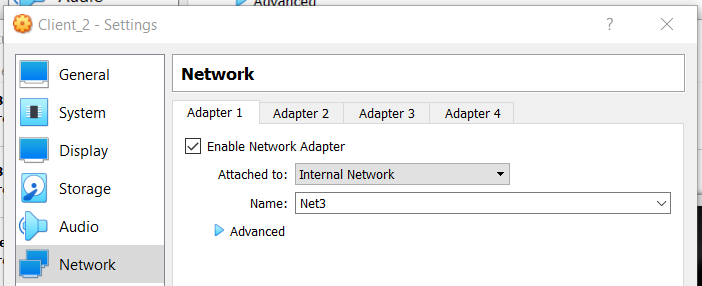 Audio
Advanced
Client_2 - Settings
?
General
System
Display
Storage
Audio
Network
Network
Adapter 1
Adapter 2
Adapter 3
Adapter 4
Enable Network Adapter
Attached to:
Internal Network
Name:
Net3
Advanced